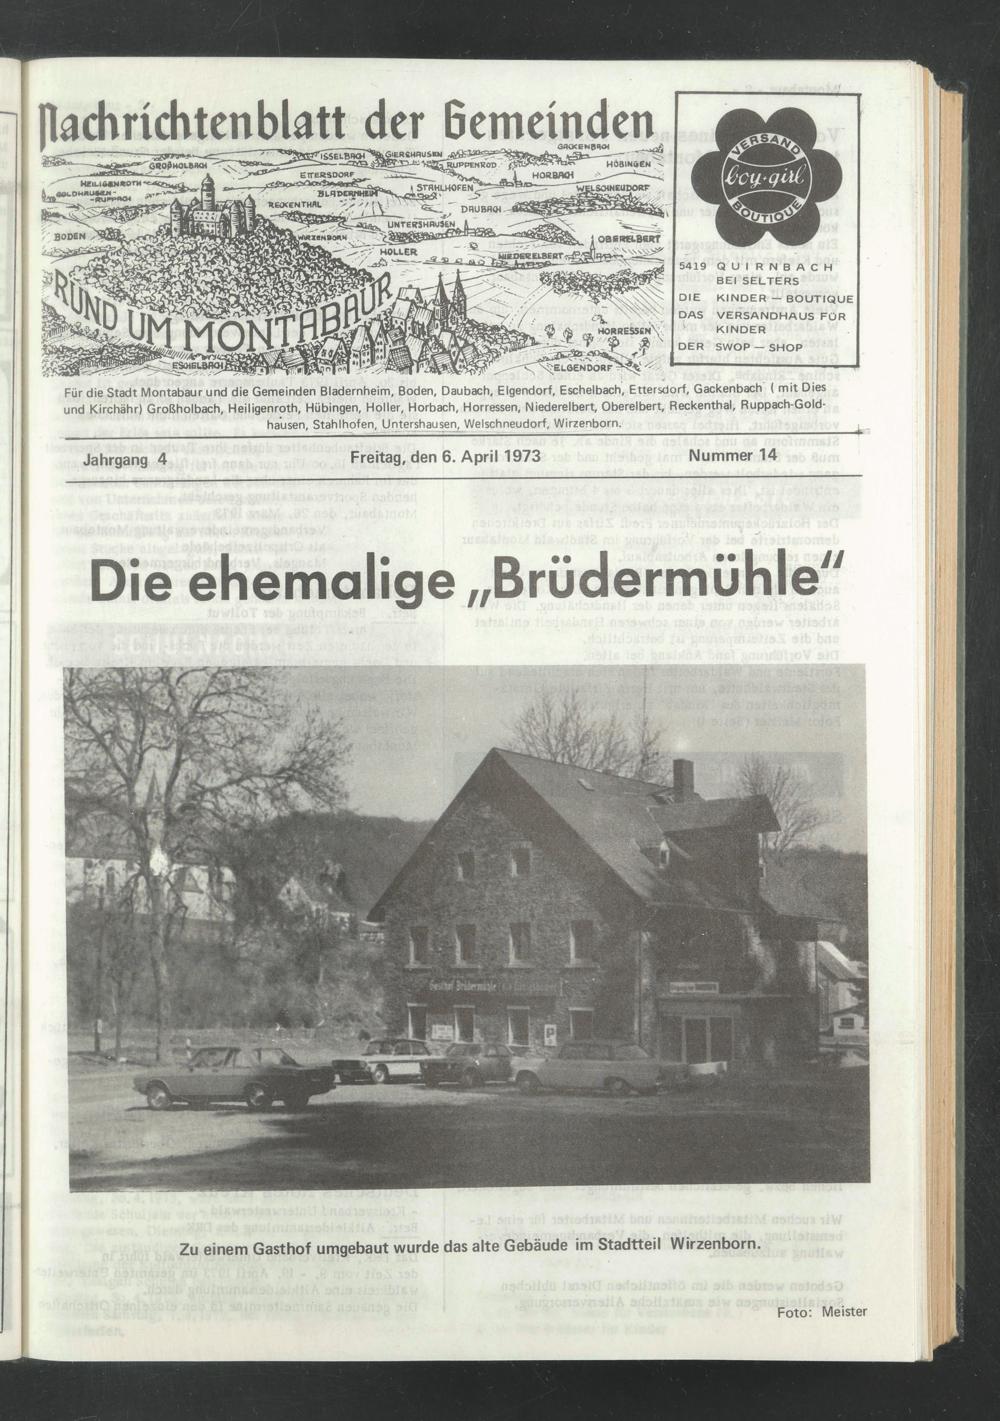 Nachrichtenblatt der Gemeinden
GROẞHOLBACH
ISSELBACH
GIERSHAUSEN
GACKENBACH
RUPPENROD
HÜBINGEN
HEILIGENROTH
ETTERSDORF
HORBACH
GOLDHAUSEN-
-RUPPACH
BLADERNHEIM
STAHLHOFEN
WELSCHNEUDORF
RECKENTHAL
DAUBACH
BODEN
WIRZENBORN
UNTERSHAUSEN
OBERELBERT
HOLLER
NIEDERELBERT
RUND UM MONTABAUR
HORRESSEN
ESCHELBACH
ELGENDORF
VERSAND
boy-girl
BOUTIQUE
5419 QUIRNBACH
BEI SELTERS
DIE KINDER — BOUTIQUE
DAS VERSANDHAUS FÜR
KINDER
DER SWOP — SHOP
Für die Stadt Montabaur und die Gemeinden Bladernheim, Boden, Daubach, Elgendorf, Eschelbach, Ettersdorf, Gackenbach ( mit Dies
und Kirchähr) Großholbach, Heiligenroth, Hübingen, Holler, Horbach, Horressen, Niederelbert, Oberelbert, Reckenthal, Ruppach-Gold-
hausen, Stahlhofen, Untershausen, Welschneudorf, Wirzenborn.
Jahrgang 4 Freitag, den 6. April 1973 Nummer 14
Die ehemalige „Brüdermühle“
Gasthof Brüdermühle
P
Zu einem Gasthof umgebaut wurde das alte Gebäude im Stadtteil Wirzenborn.
Foto: Meister